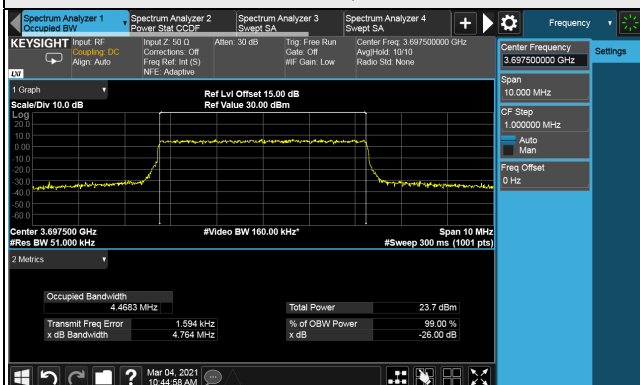 Spectrum Analyzer 1
Occupied BW
Spectrum Analyzer 2
Power Stat CCDF
Spectrum Analyzer 3
Swept SA
Spectrum Analyzer 4
Swept SA
Frequency
KEYSIGHT
Input: RF
Coupling: DC
Align: Auto
Input Z: 50 Ω
Corrections: Off
Freq Ref: Int (S)
NFE: Adaptive
Atten: 30 dB
Trig: Free Run
Gate: Off
#IF Gain: Low
Center Freq: 3.697500000 GHz
Avg|Hold: 10/10
Radio Std: None
LXI
Center Frequency
3.697500000 GHz
Settings
Span
10.000 MHz
CF Step
1.000000 MHz
Auto
Man
Freq Offset
0 Hz
1 Graph
Scale/Div 10.0 dB
Ref Lvl Offset 15.00 dB
Ref Value 30.00 dBm
Log
20.0
10.0
0.00
-10.0
-20.0
-30.0
-40.0
-50.0
-60.0
Center 3.697500 GHz
#Res BW 51.000 kHz
#Video BW 160.00 kHz*
Span 10 MHz
#Sweep 300 ms (1001 pts)
2 Metrics
Occupied Bandwidth
4.4683 MHz
Total Power 23.7 dBm
Transmit Freq Error 1.594 kHz
% of OBW Power 99.00 %
x dB Bandwidth 4.764 MHz
x dB -26.00 dB
?
Mar 04, 2021
10:44:58 AM